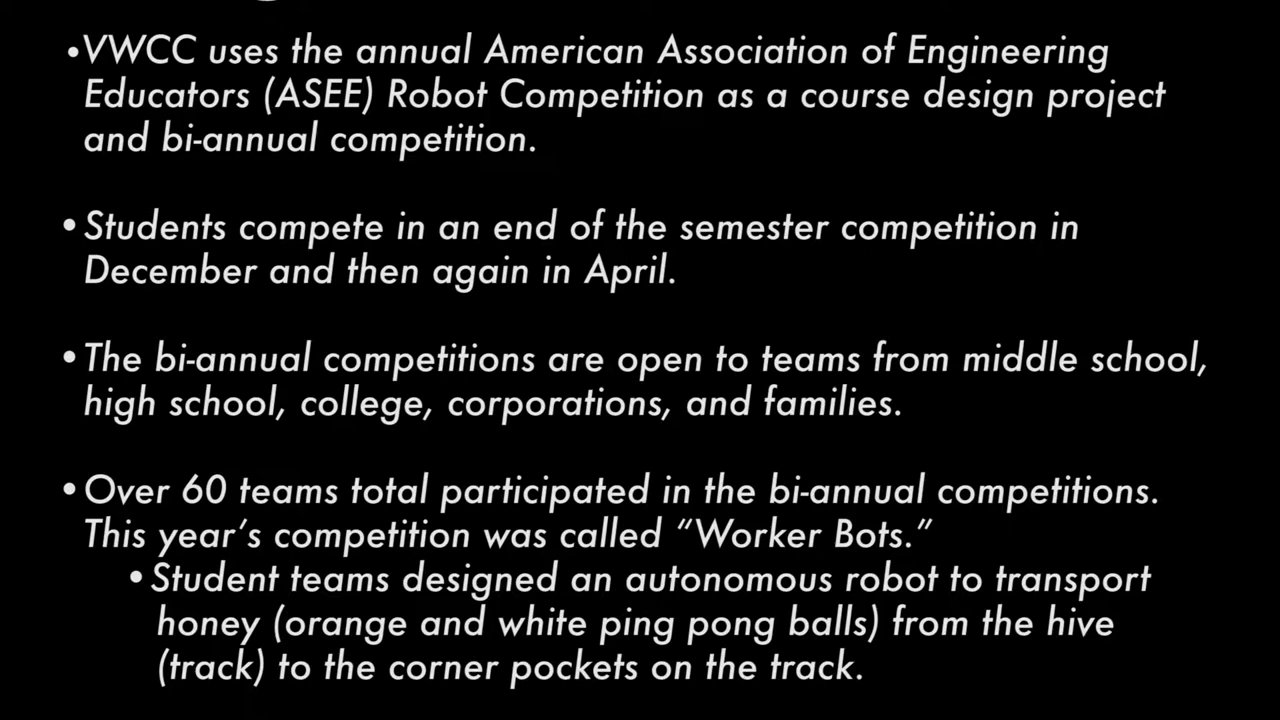 •VWCC uses the annual American Association of Engineering
Educators (ASEE) Robot Competition as a course design project
and bi-annual competition.
•Students compete in an end of the semester competition in
December and then again in April.
•The bi-annual competitions are open to teams from middle school,
high school, college, corporations, and families.
•Over 60 teams total participated in the bi-annual competitions.
This year’s competition was called “Worker Bots.”
•Student teams designed an autonomous robot to transport
honey (orange and white ping pong balls) from the hive
(track) to the corner pockets on the track.